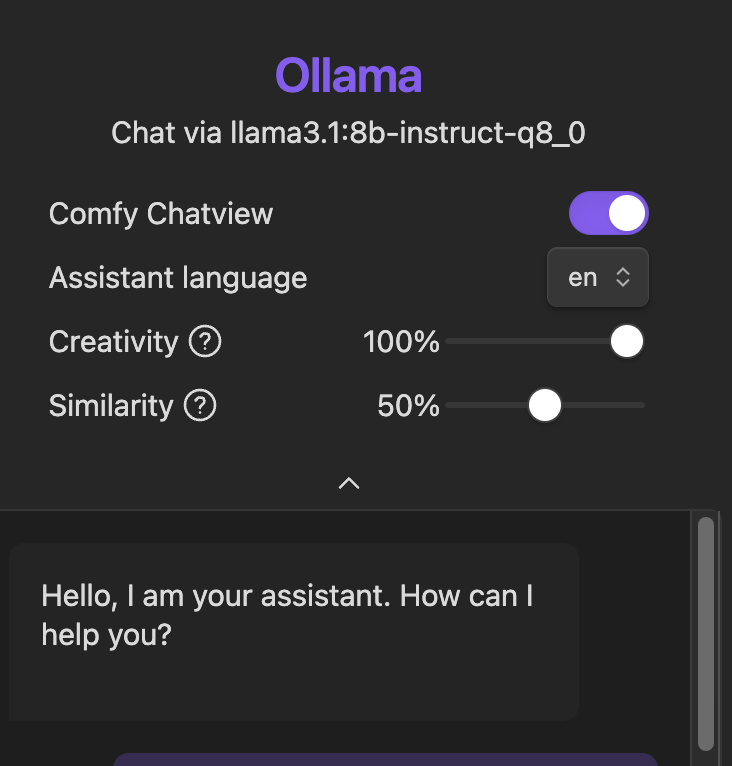 Ollama
Chat via llama3.1:8b-instruct-q8_0
Comfy Chatview
Assistant language en
Creativity ? 100%
Similarity ? 50%
Hello, I am your assistant. How can I
help you?